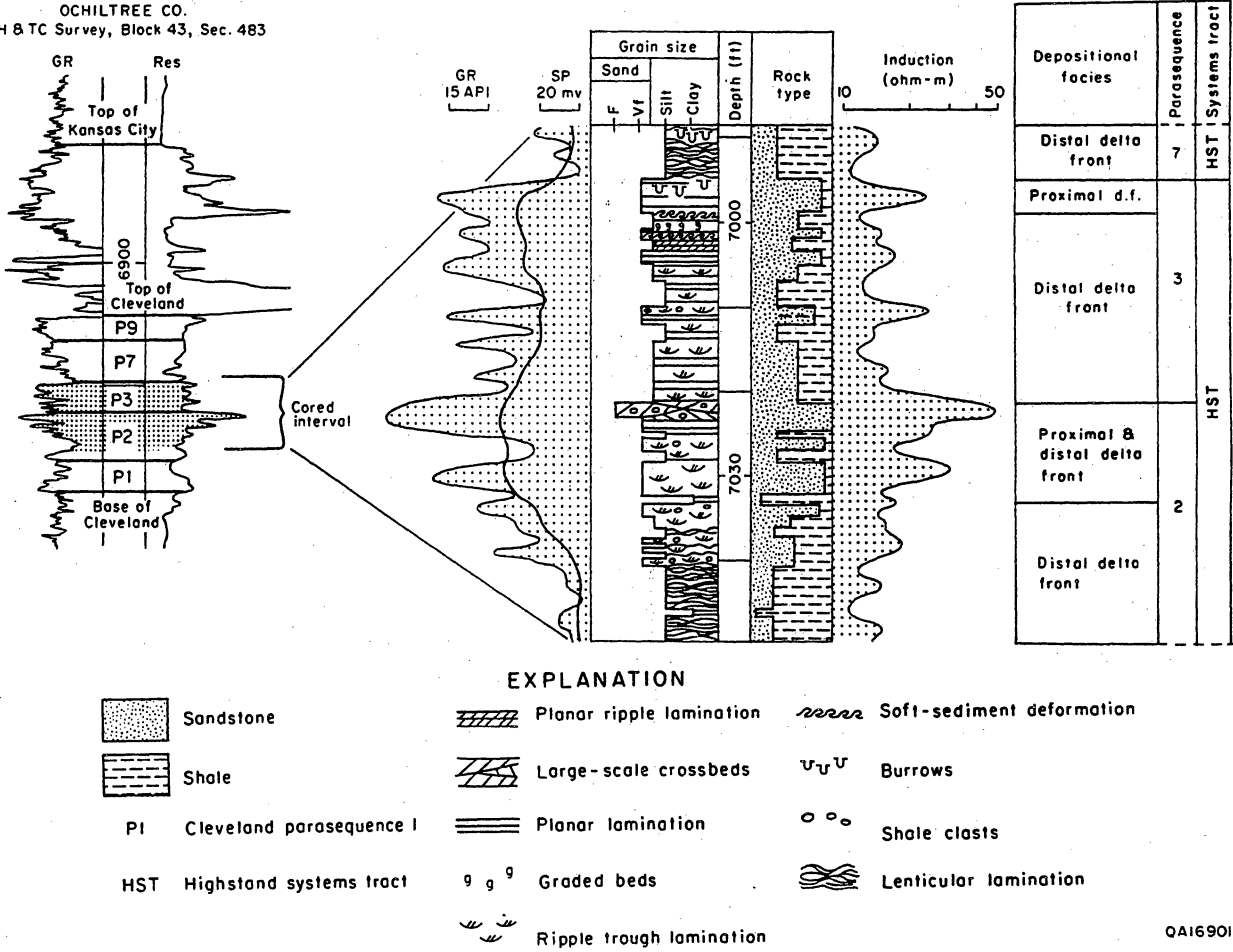 OCHILTREE CO.
H & TC Survey, Block 43, Sec. 483
GR
Res
Top of
Kansas City
6900
Top of
Cleveland
P9
P7
P3
P2
P1
Base of
Cleveland
Cored
interval
GR
15 API
SP
20 mv
Grain size
Sand
F
Vf
Silt
Clay
Depth (ft)
7000
7030
Rock
type
Induction
(ohm-m)
10
50
Depositional
facies
Parasequence
Systems tract
Distal delta
front
7
HST
Proximal d.f.
Distal delta
front
3
HST
Proximal &
distal delta
front
2
Distal delta
front
g g g g
EXPLANATION
Sandstone
Shale
P1 Cleveland parasequence 1
HST Highstand systems tract
Planar ripple lamination
Large-scale crossbeds
Planar lamination
g g g Graded beds
Ripple trough lamination
Soft-sediment deformation
Burrows
Shale clasts
Lenticular lamination
QA16901